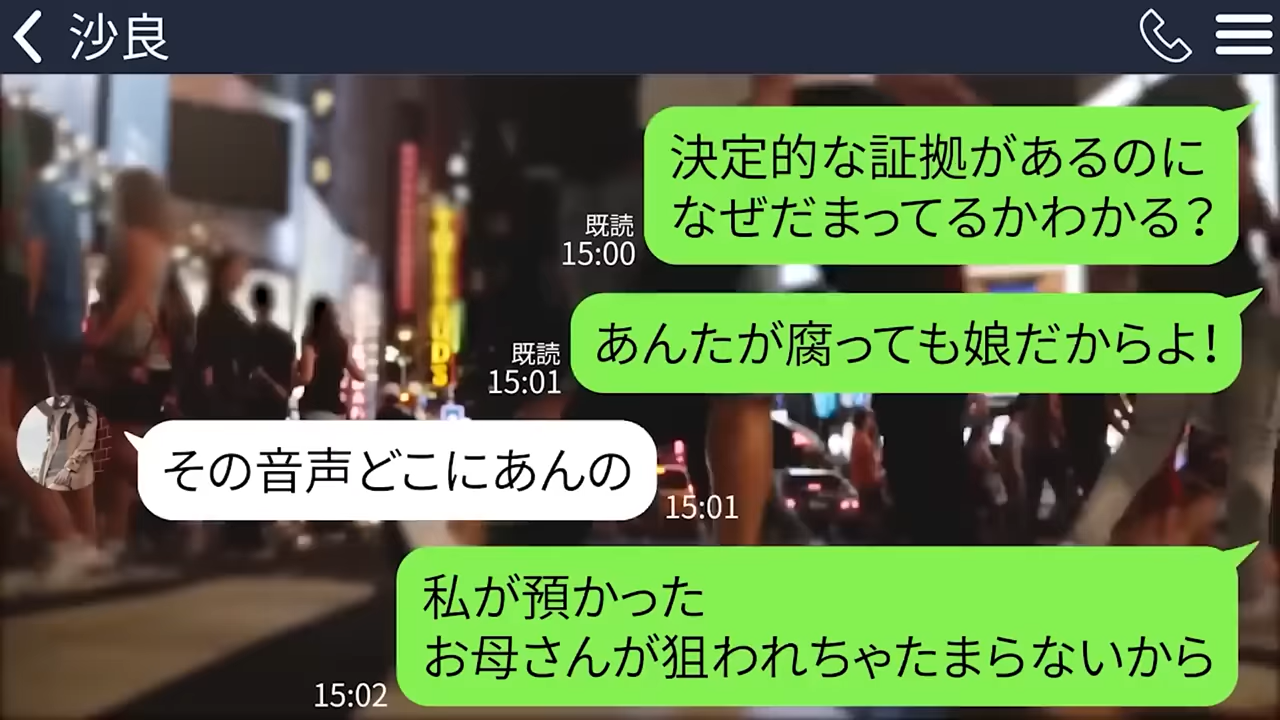 沙良
決定的な証拠があるのに
なぜだまってるかわかる?
既読
15:00
あんたが腐っても娘だからよ!
既読
15:01
その音声どこにあんの
15:01
私が預かった
お母さんが狙われちゃたまらないから
15:02